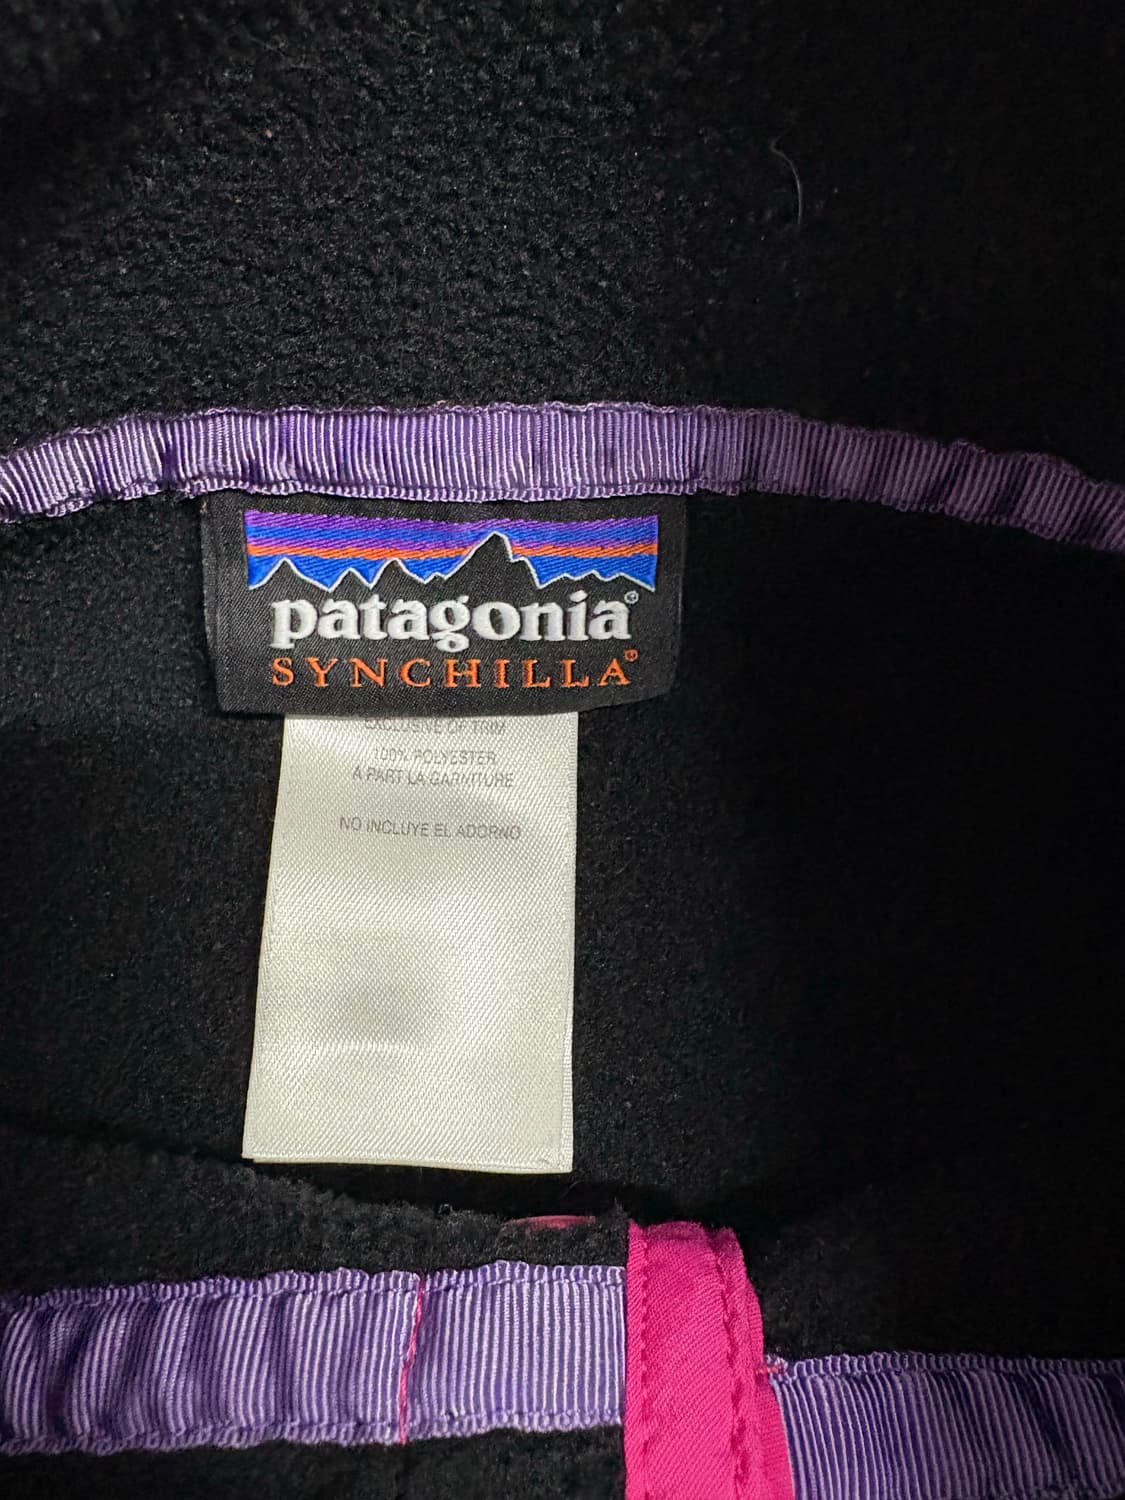 patagonia®
SYNCHILLA®
EXCLUSIVE OF TRIM
100% POLYESTER
A PART LA GARNITURE
NO INCLUYE EL ADORNO